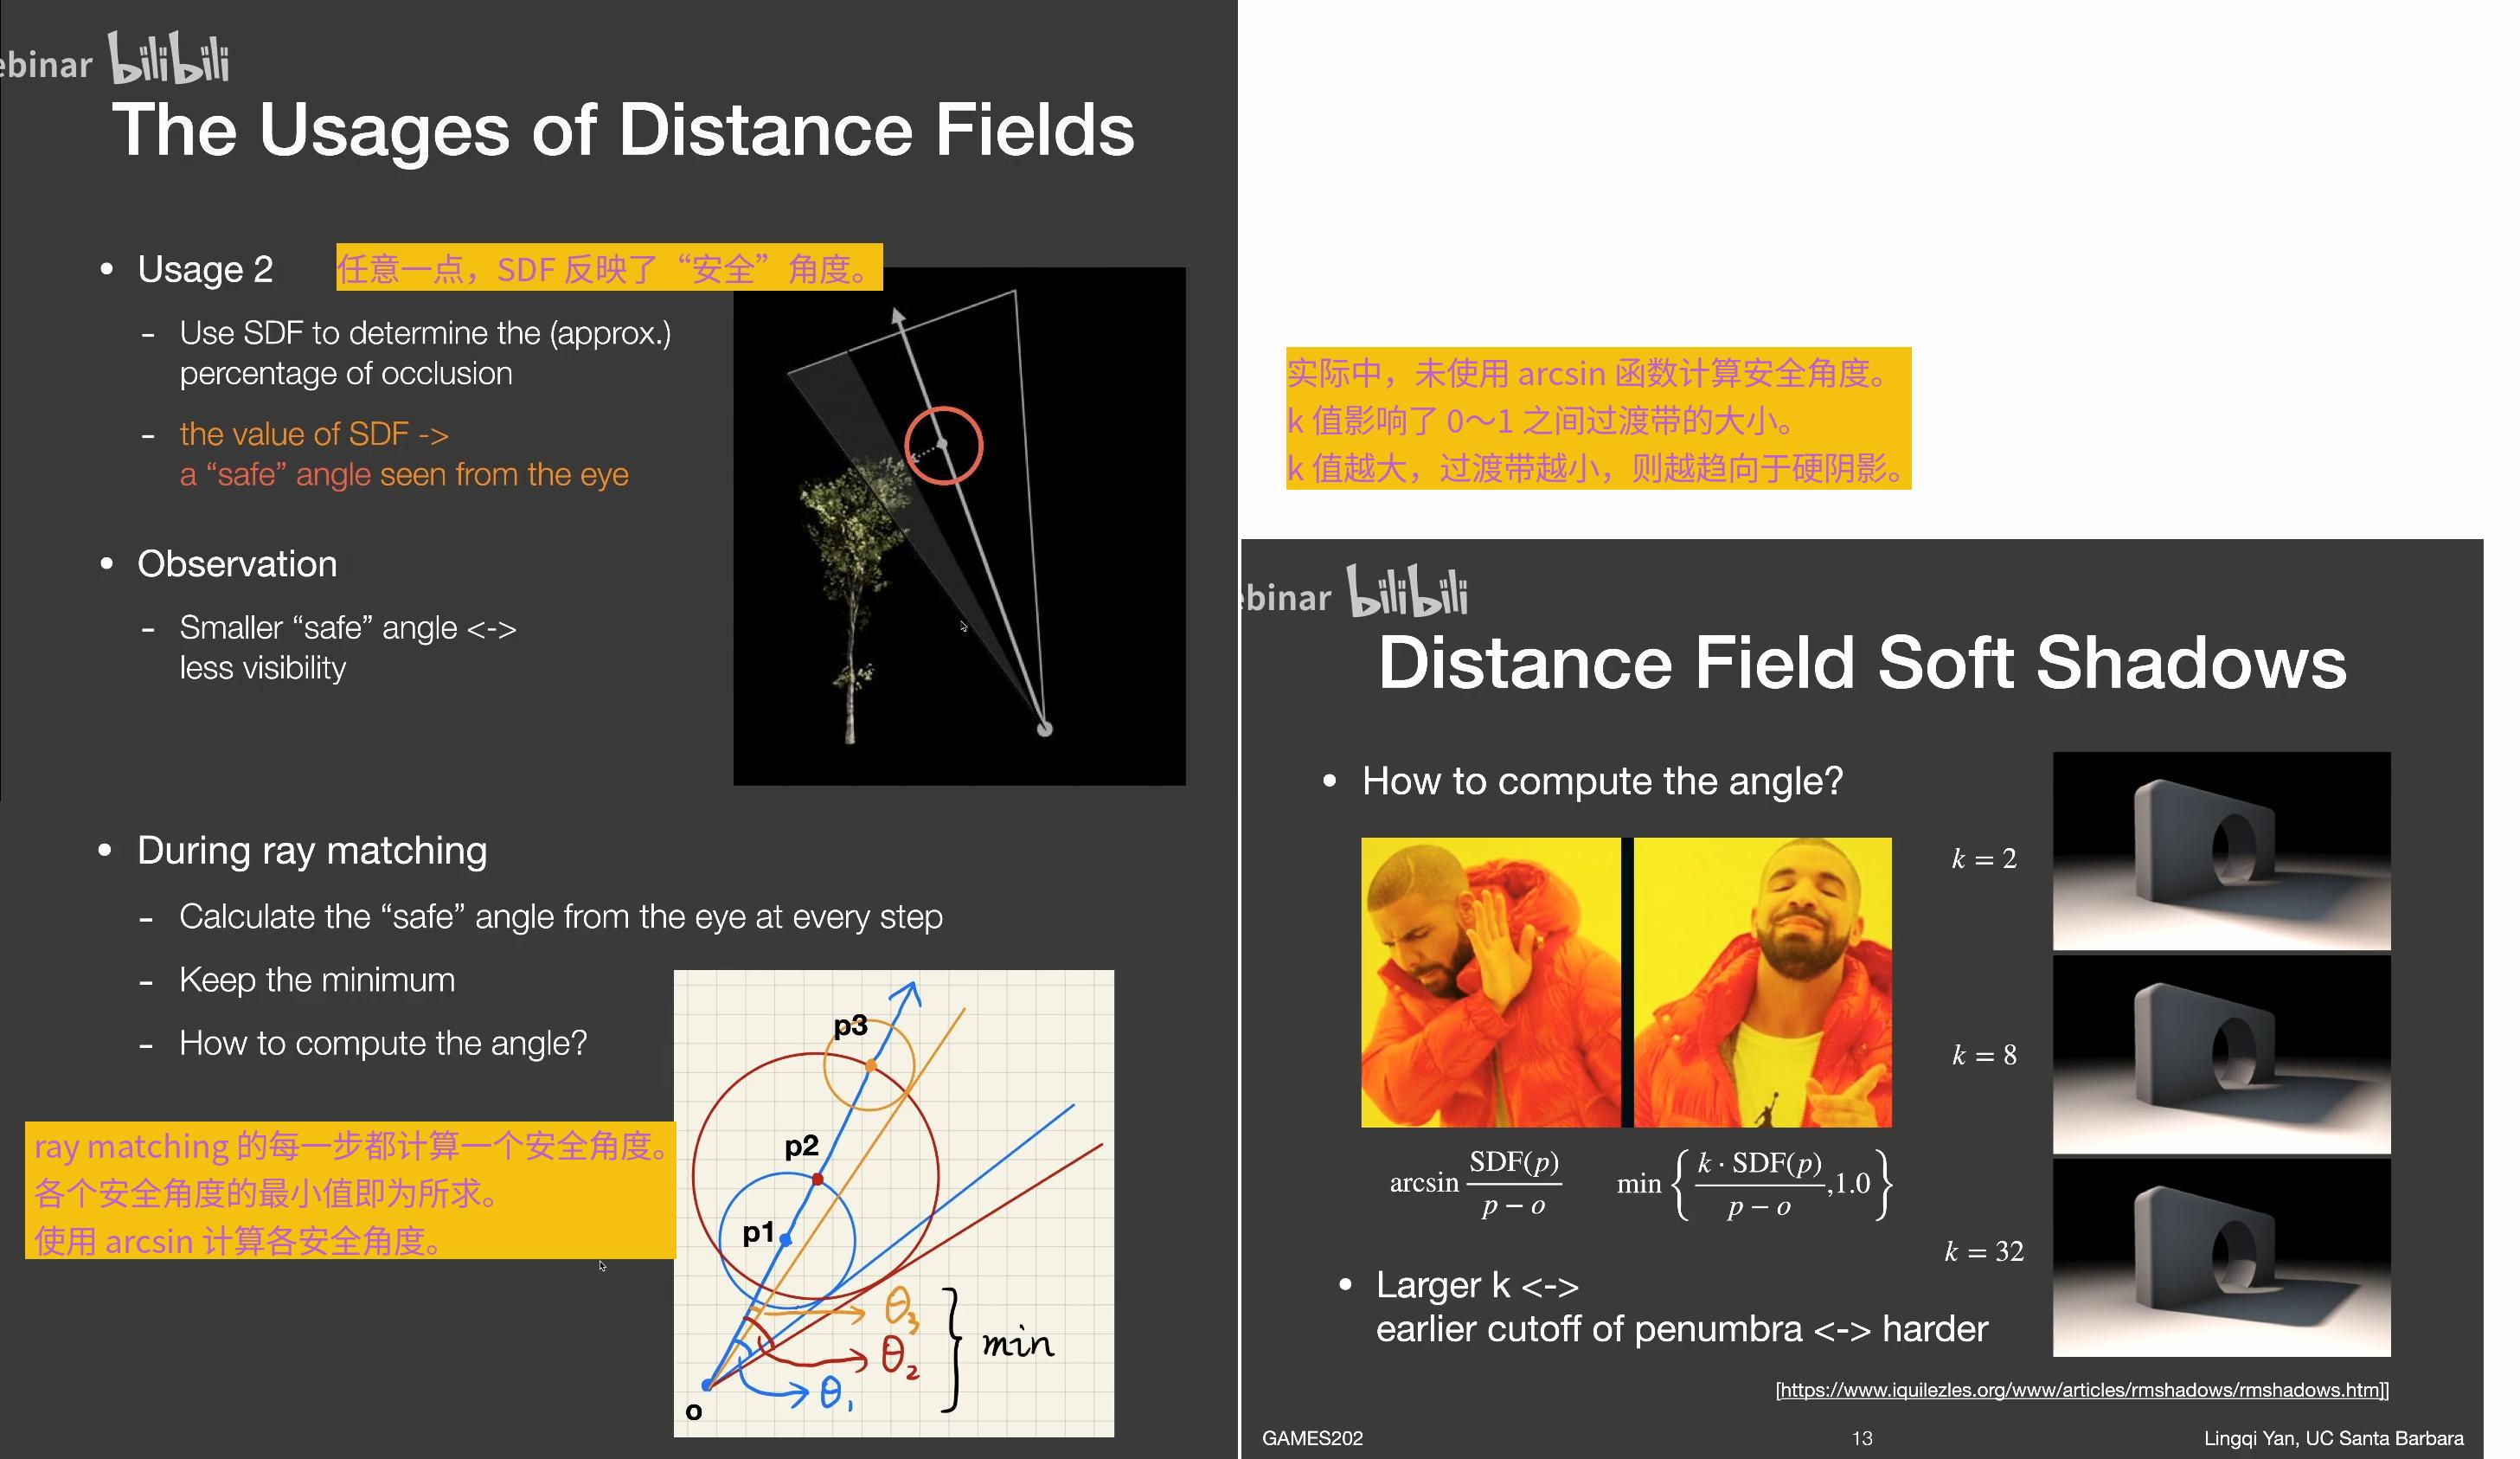 ebinar bilibili
The Usages of Distance Fields
• Usage 2
任意一点，SDF 反映了“安全”角度。
- Use SDF to determine the (approx.)
percentage of occlusion
- the value of SDF ->
a “safe” angle seen from the eye
• Observation
- Smaller “safe” angle <->
less visibility
• During ray matching
- Calculate the “safe” angle from the eye at every step
- Keep the minimum
- How to compute the angle?
ray matching 的每一步都计算一个安全角度。
各个安全角度的最小值即为所求。
使用 arcsin 计算各安全角度。
p3
p2
p1
θ3
θ2
θ1
min
o
实际中，未使用 arcsin 函数计算安全角度。
k 值影响了 0～1 之间过渡带的大小。
k 值越大，过渡带越小，则越趋向于硬阴影。
ebinar bilibili
Distance Field Soft Shadows
• How to compute the angle?
k = 2
k = 8
k = 32
arcsin SDF(p) / p − o
min { k · SDF(p) / p − o ,1.0 }
• Larger k <->
earlier cutoff of penumbra <-> harder
[https://www.iquilezles.org/www/articles/rmshadows/rmshadows.htm]]
GAMES202
13
Lingqi Yan, UC Santa Barbara